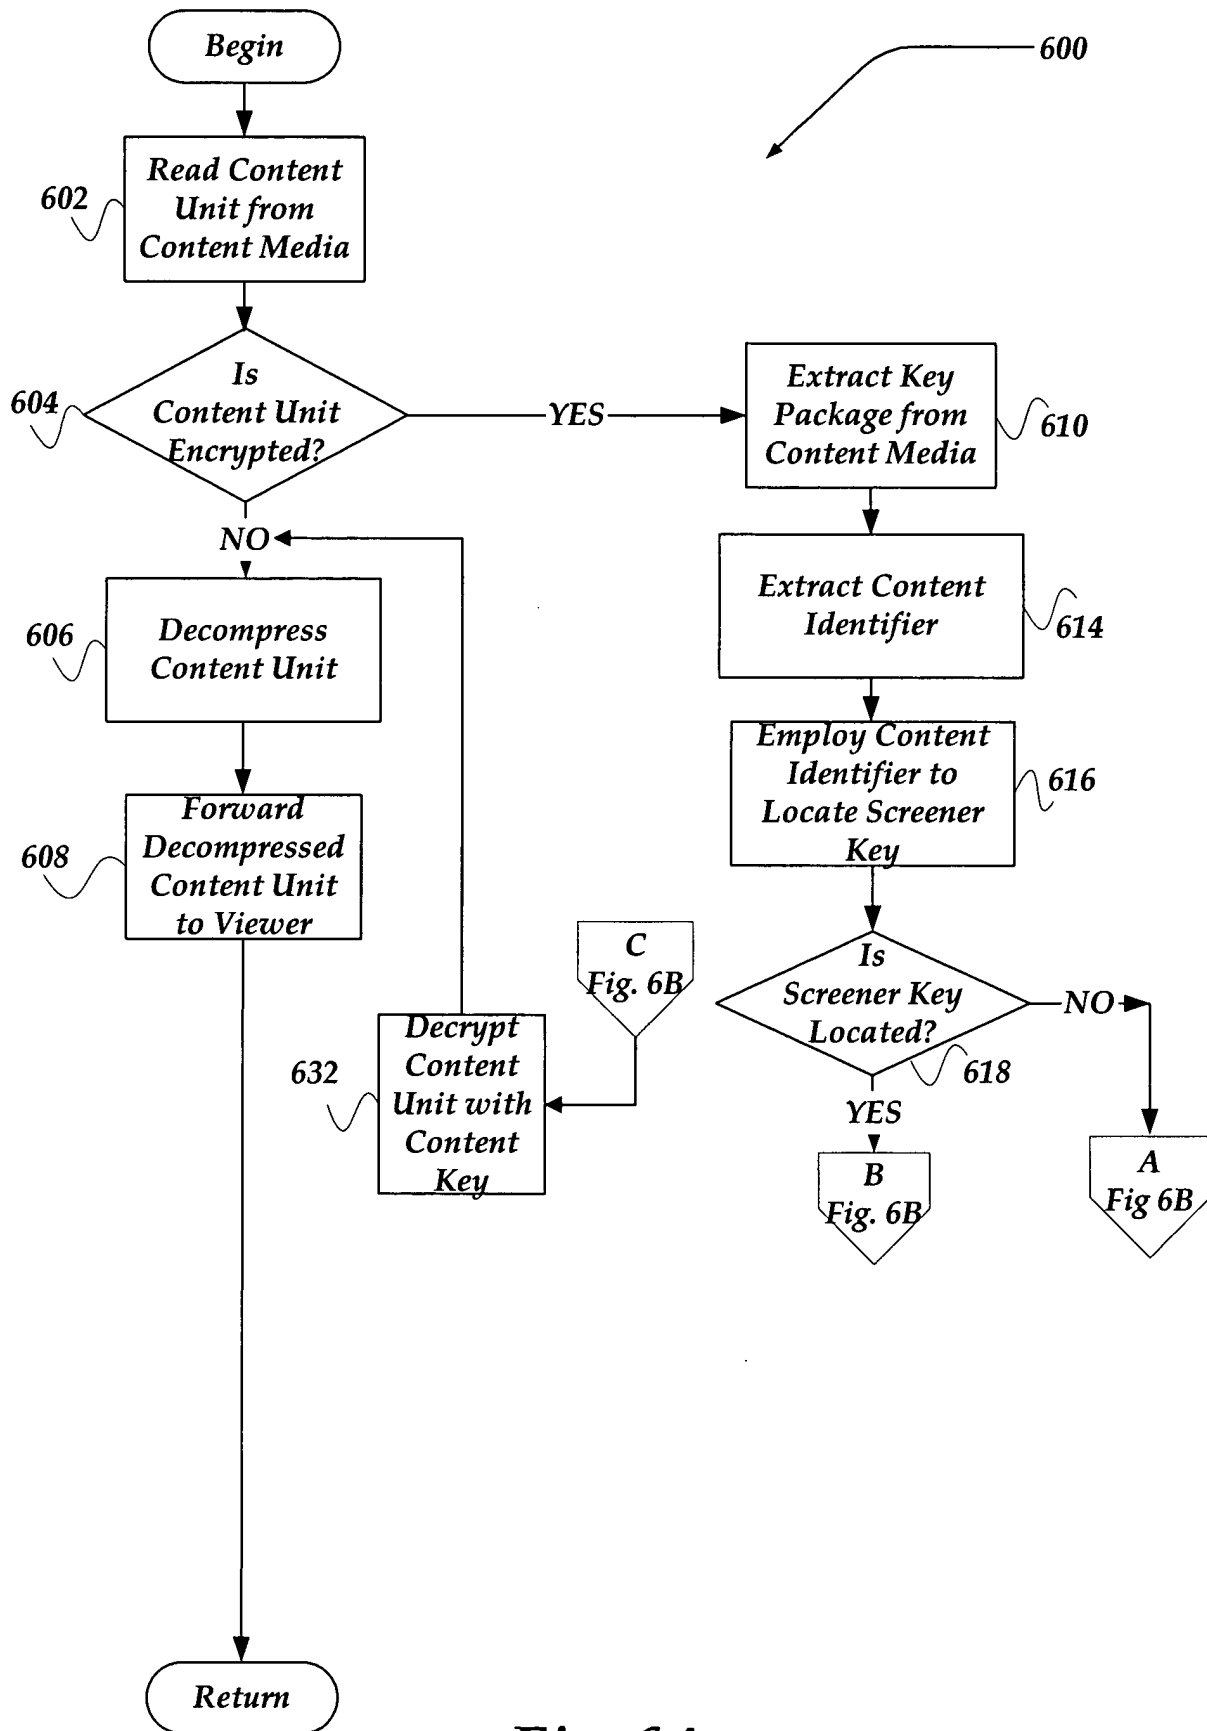 Begin
600
Read Content
Unit from
Content Media
602
Is
Content Unit
Encrypted?
604
YES
Extract Key
Package from
Content Media
610
NO
Extract Content
Identifier
614
Decompress
Content Unit
606
Employ Content
Identifier to
Locate Screener
Key
616
Forward
Decompressed
Content Unit
to Viewer
608
C
Fig. 6B
Is
Screener Key
Located?
618
NO
Decrypt
Content
Unit with
Content
Key
632
YES
B
Fig. 6B
A
Fig 6B
Return